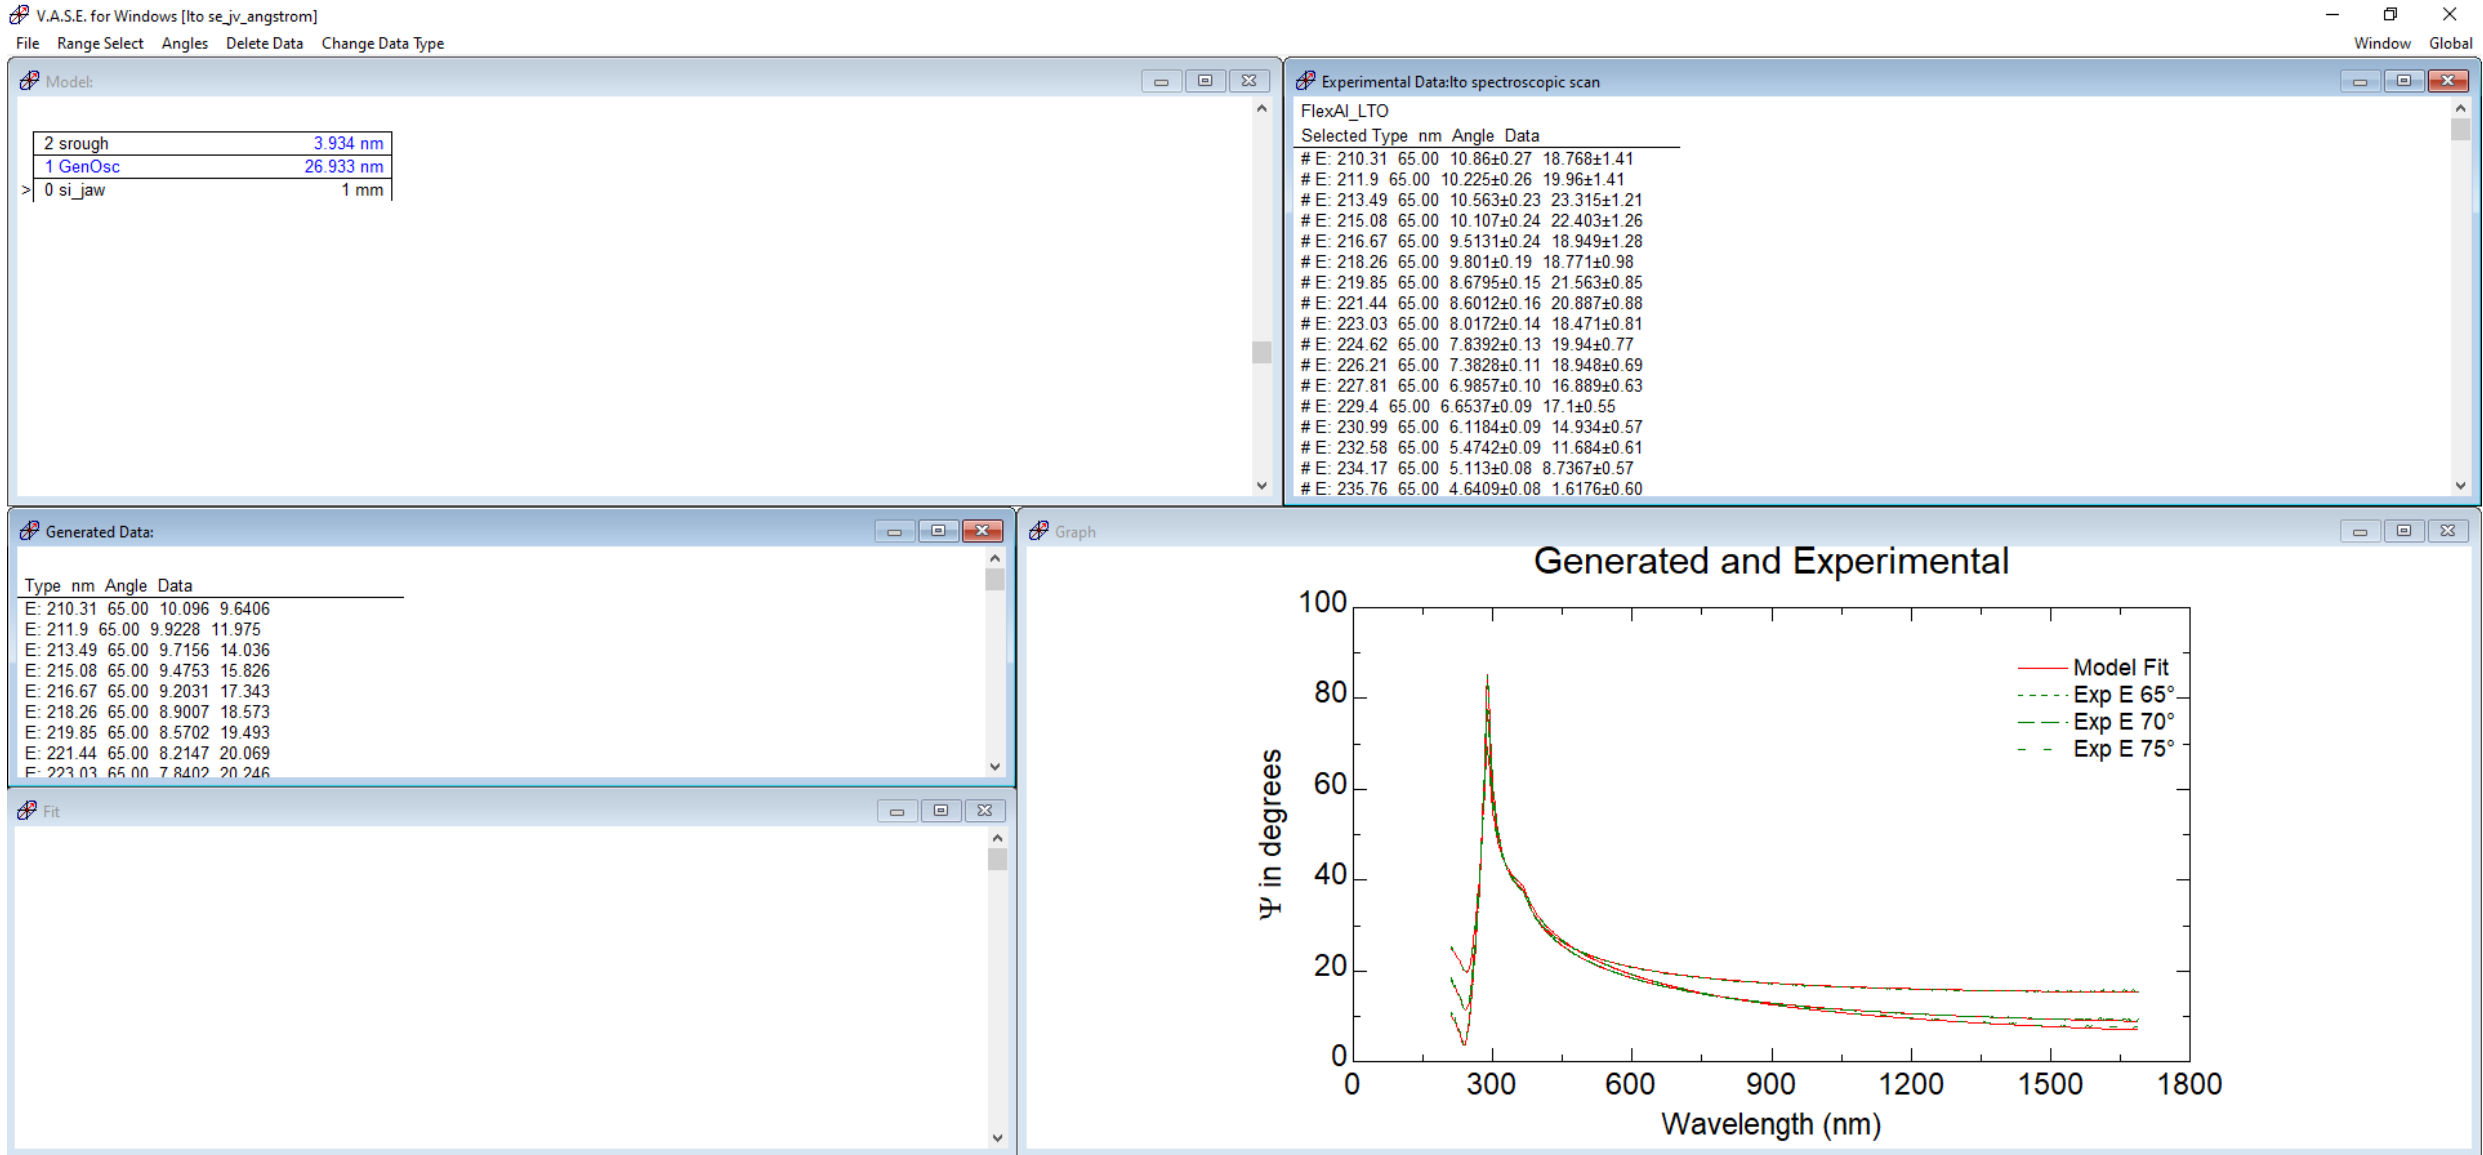 V.A.S.E. for Windows [lto se_jv_angstrom]
File Range Select Angles Delete Data Change Data Type Window Global
Model:
2 srough 3.934 nm
1 GenOsc 26.933 nm
> 0 si_jaw 1 mm
Experimental Data:lto spectroscopic scan
FlexAl_LTO
Selected Type nm Angle Data
# E: 210.31 65.00 10.86±0.27 18.768±1.41
# E: 211.9 65.00 10.225±0.26 19.96±1.41
# E: 213.49 65.00 10.563±0.23 23.315±1.21
# E: 215.08 65.00 10.107±0.24 22.403±1.26
# E: 216.67 65.00 9.5131±0.24 18.949±1.28
# E: 218.26 65.00 9.801±0.19 18.771±0.98
# E: 219.85 65.00 8.6795±0.15 21.563±0.85
# E: 221.44 65.00 8.6012±0.16 20.887±0.88
# E: 223.03 65.00 8.0172±0.14 18.471±0.81
# E: 224.62 65.00 7.8392±0.13 19.94±0.77
# E: 226.21 65.00 7.3828±0.11 18.948±0.69
# E: 227.81 65.00 6.9857±0.10 16.889±0.63
# E: 229.4 65.00 6.6537±0.09 17.1±0.55
# E: 230.99 65.00 6.1184±0.09 14.934±0.57
# E: 232.58 65.00 5.4742±0.09 11.684±0.61
# E: 234.17 65.00 5.113±0.08 8.7367±0.57
# E: 235.76 65.00 4.6409±0.08 1.6176±0.60
Generated Data:
Type nm Angle Data
E: 210.31 65.00 10.096 9.6406
E: 211.9 65.00 9.9228 11.975
E: 213.49 65.00 9.7156 14.036
E: 215.08 65.00 9.4753 15.826
E: 216.67 65.00 9.2031 17.343
E: 218.26 65.00 8.9007 18.573
E: 219.85 65.00 8.5702 19.493
E: 221.44 65.00 8.2147 20.069
E: 223.03 65.00 7.8402 20.246
Fit
Graph
Generated and Experimental
Ψ in degrees
100
80
60
40
20
0
Model Fit
Exp E 65°
Exp E 70°
Exp E 75°
0 300 600 900 1200 1500 1800
Wavelength (nm)